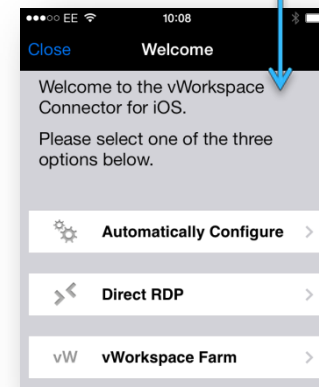 EE 10:08
Close Welcome
Welcome to the vWorkspace
Connector for iOS.
Please select one of the three
options below.
Automatically Configure
Direct RDP
vW vWorkspace Farm